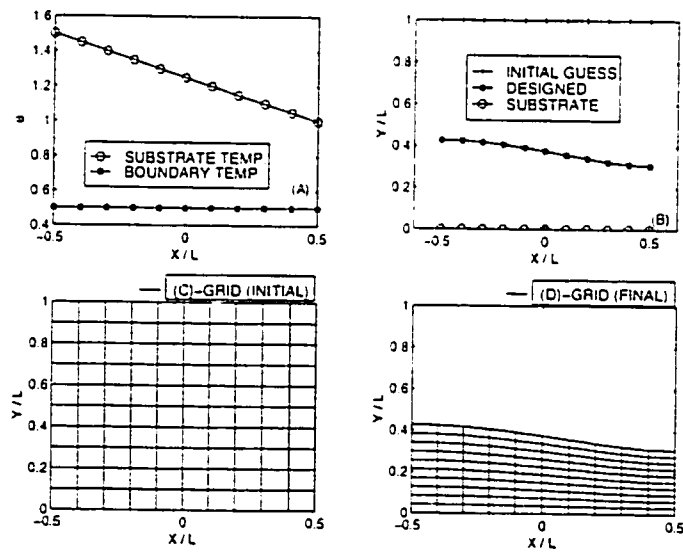 1.6
1.4
1.2
1
0.8
0.6
0.4
u
SUBSTRATE TEMP
BOUNDARY TEMP
(A)
-0.5
0
0.5
X / L
1
0.8
0.6
0.4
0.2
0
Y / L
INITIAL GUESS
DESIGNED
SUBSTRATE
(B)
-0.5
0
0.5
X / L
(C)-GRID (INITIAL)
1
0.8
0.6
0.4
0.2
0
Y / L
-0.5
0
0.5
X / L
(D)-GRID (FINAL)
1
0.8
0.6
0.4
0.2
0
Y / L
-0.5
0
0.5
X / L